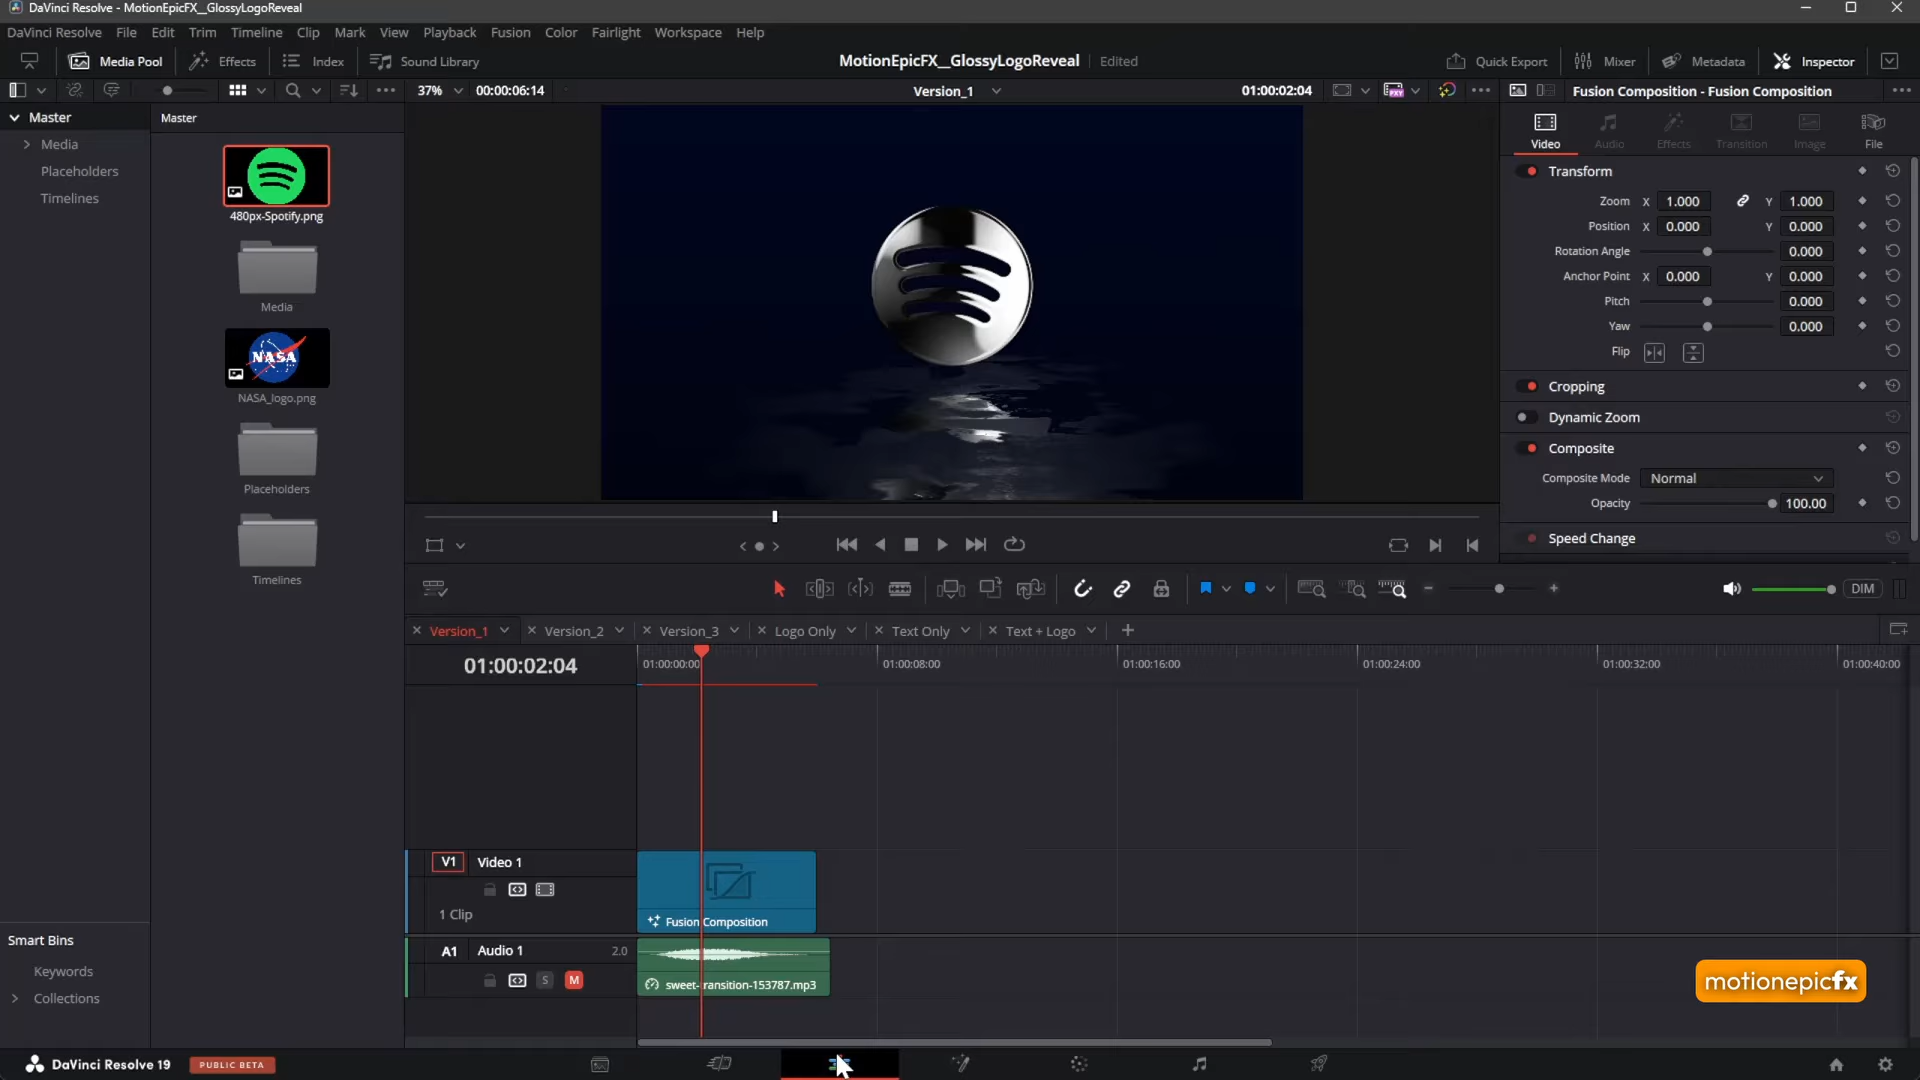 DaVinci Resolve - MotionEpicFX__GlossyLogoReveal
DaVinci Resolve File Edit Trim Timeline Clip Mark View Playback Fusion Color Fairlight Workspace Help
Media Pool Effects Index Sound Library MotionEpicFX__GlossyLogoReveal Edited Quick Export Mixer Metadata Inspector
37% 00:00:06:14 Version_1 01:00:02:04 Fusion Composition - Fusion Composition
Master
Media
Placeholders
Timelines
Master
480px-Spotify.png
Media
NASA
NASA_logo.png
Placeholders
Timelines
Video Audio Effects Transition Image File
Transform
Zoom X 1.000 Y 1.000
Position X 0.000 Y 0.000
Rotation Angle 0.000
Anchor Point X 0.000 Y 0.000
Pitch 0.000
Yaw 0.000
Flip
Cropping
Dynamic Zoom
Composite
Composite Mode Normal
Opacity 100.00
Speed Change
DIM
Version_1 Version_2 Version_3 Logo Only Text Only Text + Logo
01:00:02:04 01:00:00:00 01:00:08:00 01:00:16:00 01:00:24:00 01:00:32:00 01:00:40:00
V1 Video 1
1 Clip
Fusion Composition
A1 Audio 1 2.0
S M
sweet-transition-153787.mp3
Smart Bins
Keywords
Collections
motionepicfx
DaVinci Resolve 19 PUBLIC BETA